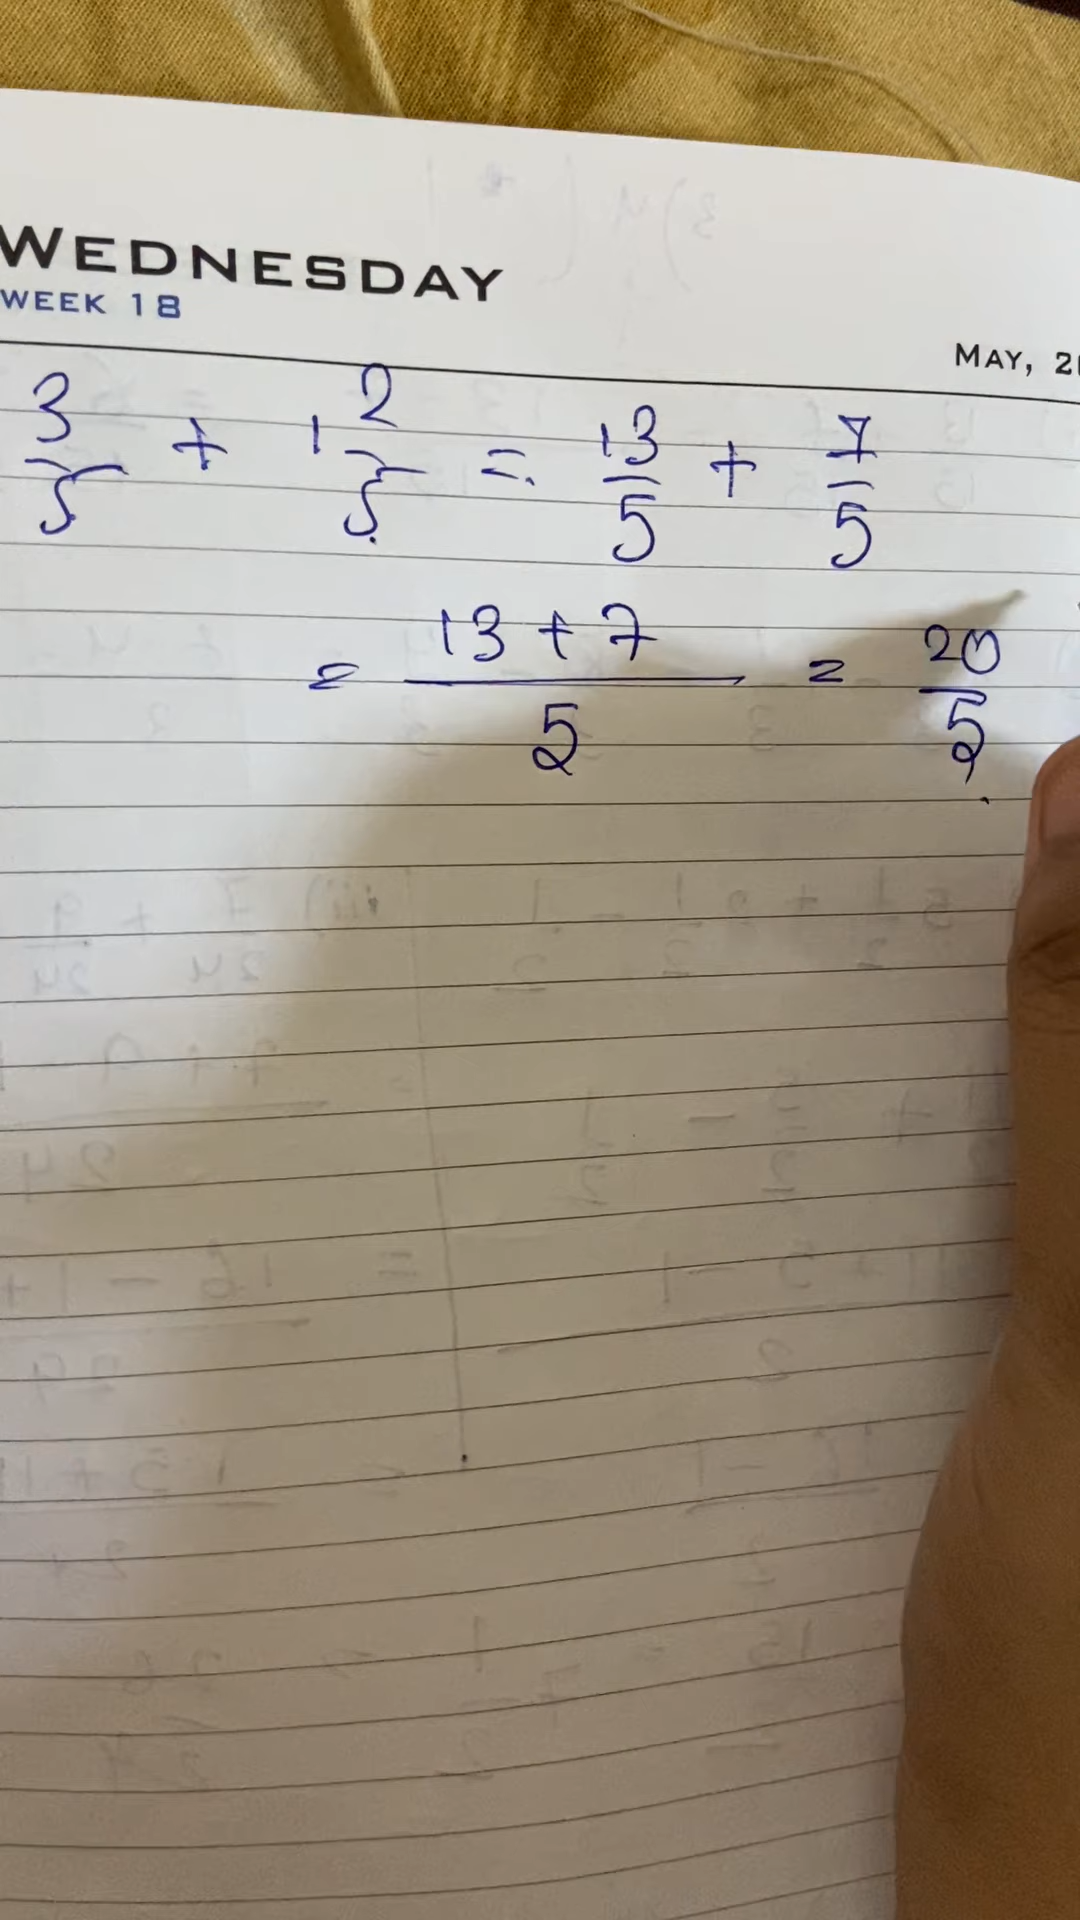 WEDNESDAY
WEEK 18
MAY, 2
3/5 + 1 2/5 = 13/5 + 7/5
= 13 + 7 / 5 = 20/5